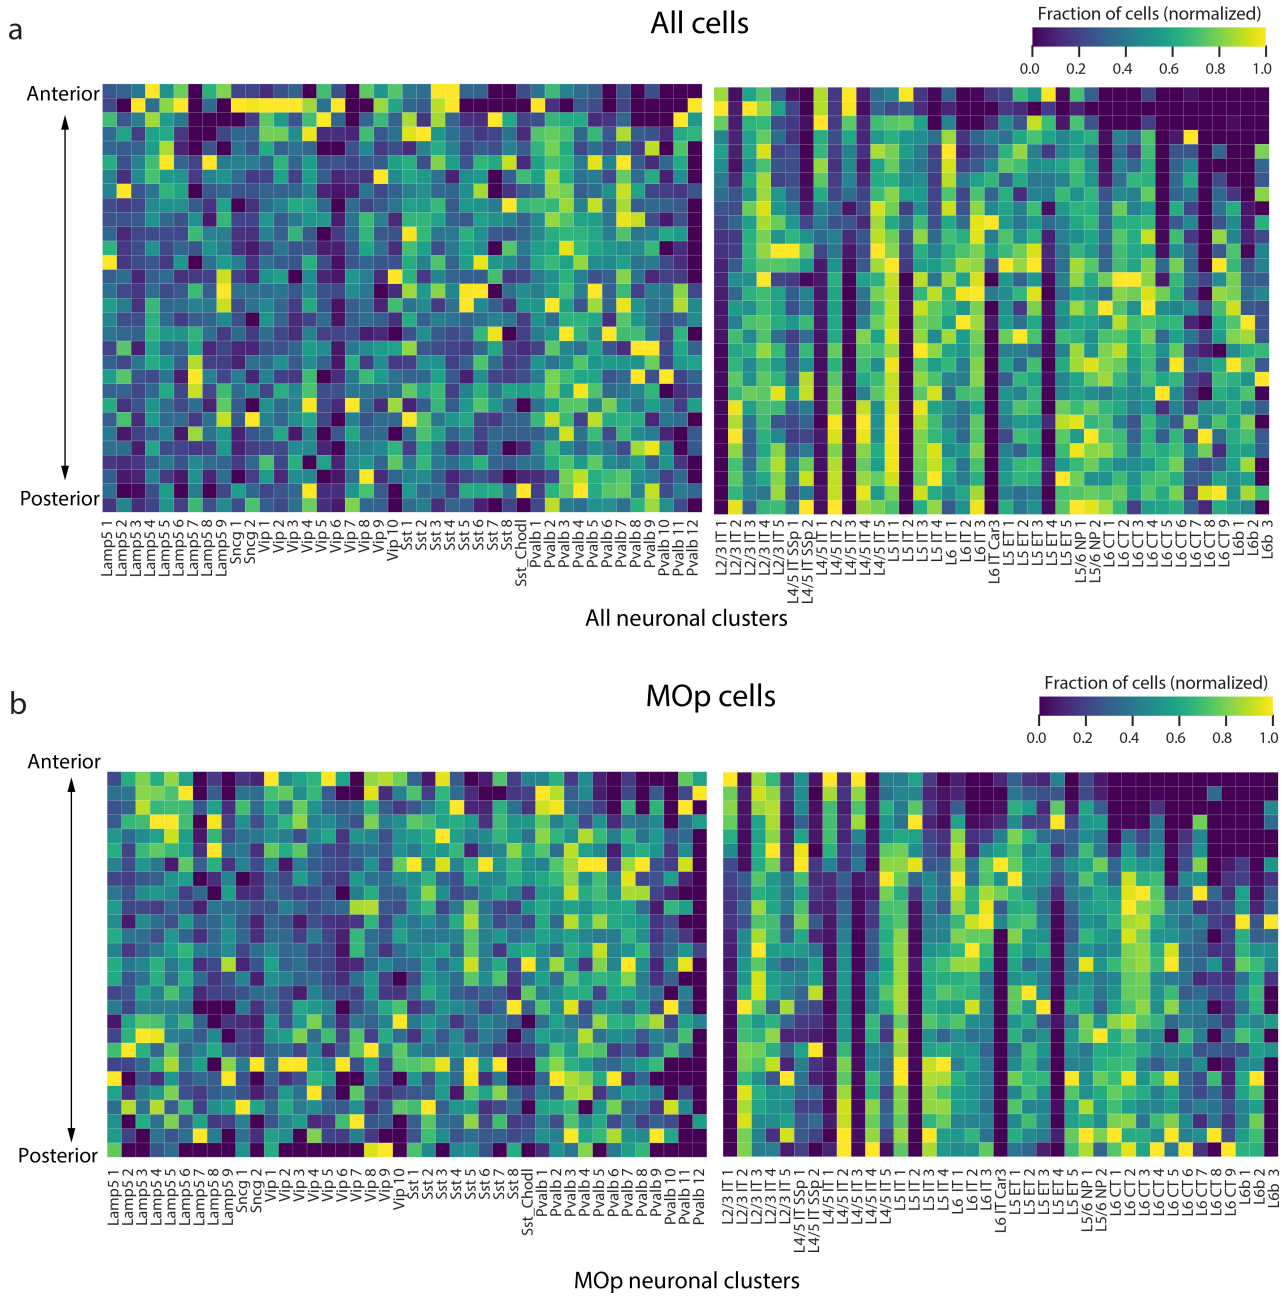 a
All cells
Fraction of cells (normalized)
0.0 0.2 0.4 0.6 0.8 1.0
Anterior
Posterior
Lamp5 1
Lamp5 2
Lamp5 3
Lamp5 4
Lamp5 5
Lamp5 6
Lamp5 7
Lamp5 8
Lamp5 9
Sncg 1
Sncg 2
Vip 1
Vip 2
Vip 3
Vip 4
Vip 5
Vip 6
Vip 7
Vip 8
Vip 9
Vip 10
Sst 1
Sst 2
Sst 3
Sst 4
Sst 5
Sst 6
Sst 7
Sst 8
Sst_Chodl
Pvalb 1
Pvalb 2
Pvalb 3
Pvalb 4
Pvalb 5
Pvalb 6
Pvalb 7
Pvalb 8
Pvalb 9
Pvalb 10
Pvalb 11
Pvalb 12
L2/3 IT 1
L2/3 IT 2
L2/3 IT 3
L2/3 IT 4
L2/3 IT 5
L4/5 IT SSp 1
L4/5 IT SSp 2
L4/5 IT 1
L4/5 IT 2
L4/5 IT 3
L4/5 IT 4
L4/5 IT 5
L5 IT 1
L5 IT 2
L5 IT 3
L5 IT 4
L6 IT 1
L6 IT 2
L6 IT 3
L6 IT Car3
L5 ET 1
L5 ET 2
L5 ET 3
L5 ET 4
L5 ET 5
L5/6 NP 1
L5/6 NP 2
L6 CT 1
L6 CT 2
L6 CT 3
L6 CT 4
L6 CT 5
L6 CT 6
L6 CT 7
L6 CT 8
L6 CT 9
L6b 1
L6b 2
L6b 3
All neuronal clusters
b
MOp cells
Fraction of cells (normalized)
0.0 0.2 0.4 0.6 0.8 1.0
Anterior
Posterior
Lamp5 1
Lamp5 2
Lamp5 3
Lamp5 4
Lamp5 5
Lamp5 6
Lamp5 7
Lamp5 8
Lamp5 9
Sncg 1
Sncg 2
Vip 1
Vip 2
Vip 3
Vip 4
Vip 5
Vip 6
Vip 7
Vip 8
Vip 9
Vip 10
Sst 1
Sst 2
Sst 3
Sst 4
Sst 5
Sst 6
Sst 7
Sst 8
Sst_Chodl
Pvalb 1
Pvalb 2
Pvalb 3
Pvalb 4
Pvalb 5
Pvalb 6
Pvalb 7
Pvalb 8
Pvalb 9
Pvalb 10
Pvalb 11
Pvalb 12
L2/3 IT 1
L2/3 IT 2
L2/3 IT 3
L2/3 IT 4
L2/3 IT 5
L4/5 IT SSp 1
L4/5 IT SSp 2
L4/5 IT 1
L4/5 IT 2
L4/5 IT 3
L4/5 IT 4
L4/5 IT 5
L5 IT 1
L5 IT 2
L5 IT 3
L5 IT 4
L6 IT 1
L6 IT 2
L6 IT 3
L6 IT Car3
L5 ET 1
L5 ET 2
L5 ET 3
L5 ET 4
L5 ET 5
L5/6 NP 1
L5/6 NP 2
L6 CT 1
L6 CT 2
L6 CT 3
L6 CT 4
L6 CT 5
L6 CT 6
L6 CT 7
L6 CT 8
L6 CT 9
L6b 1
L6b 2
L6b 3
MOp neuronal clusters